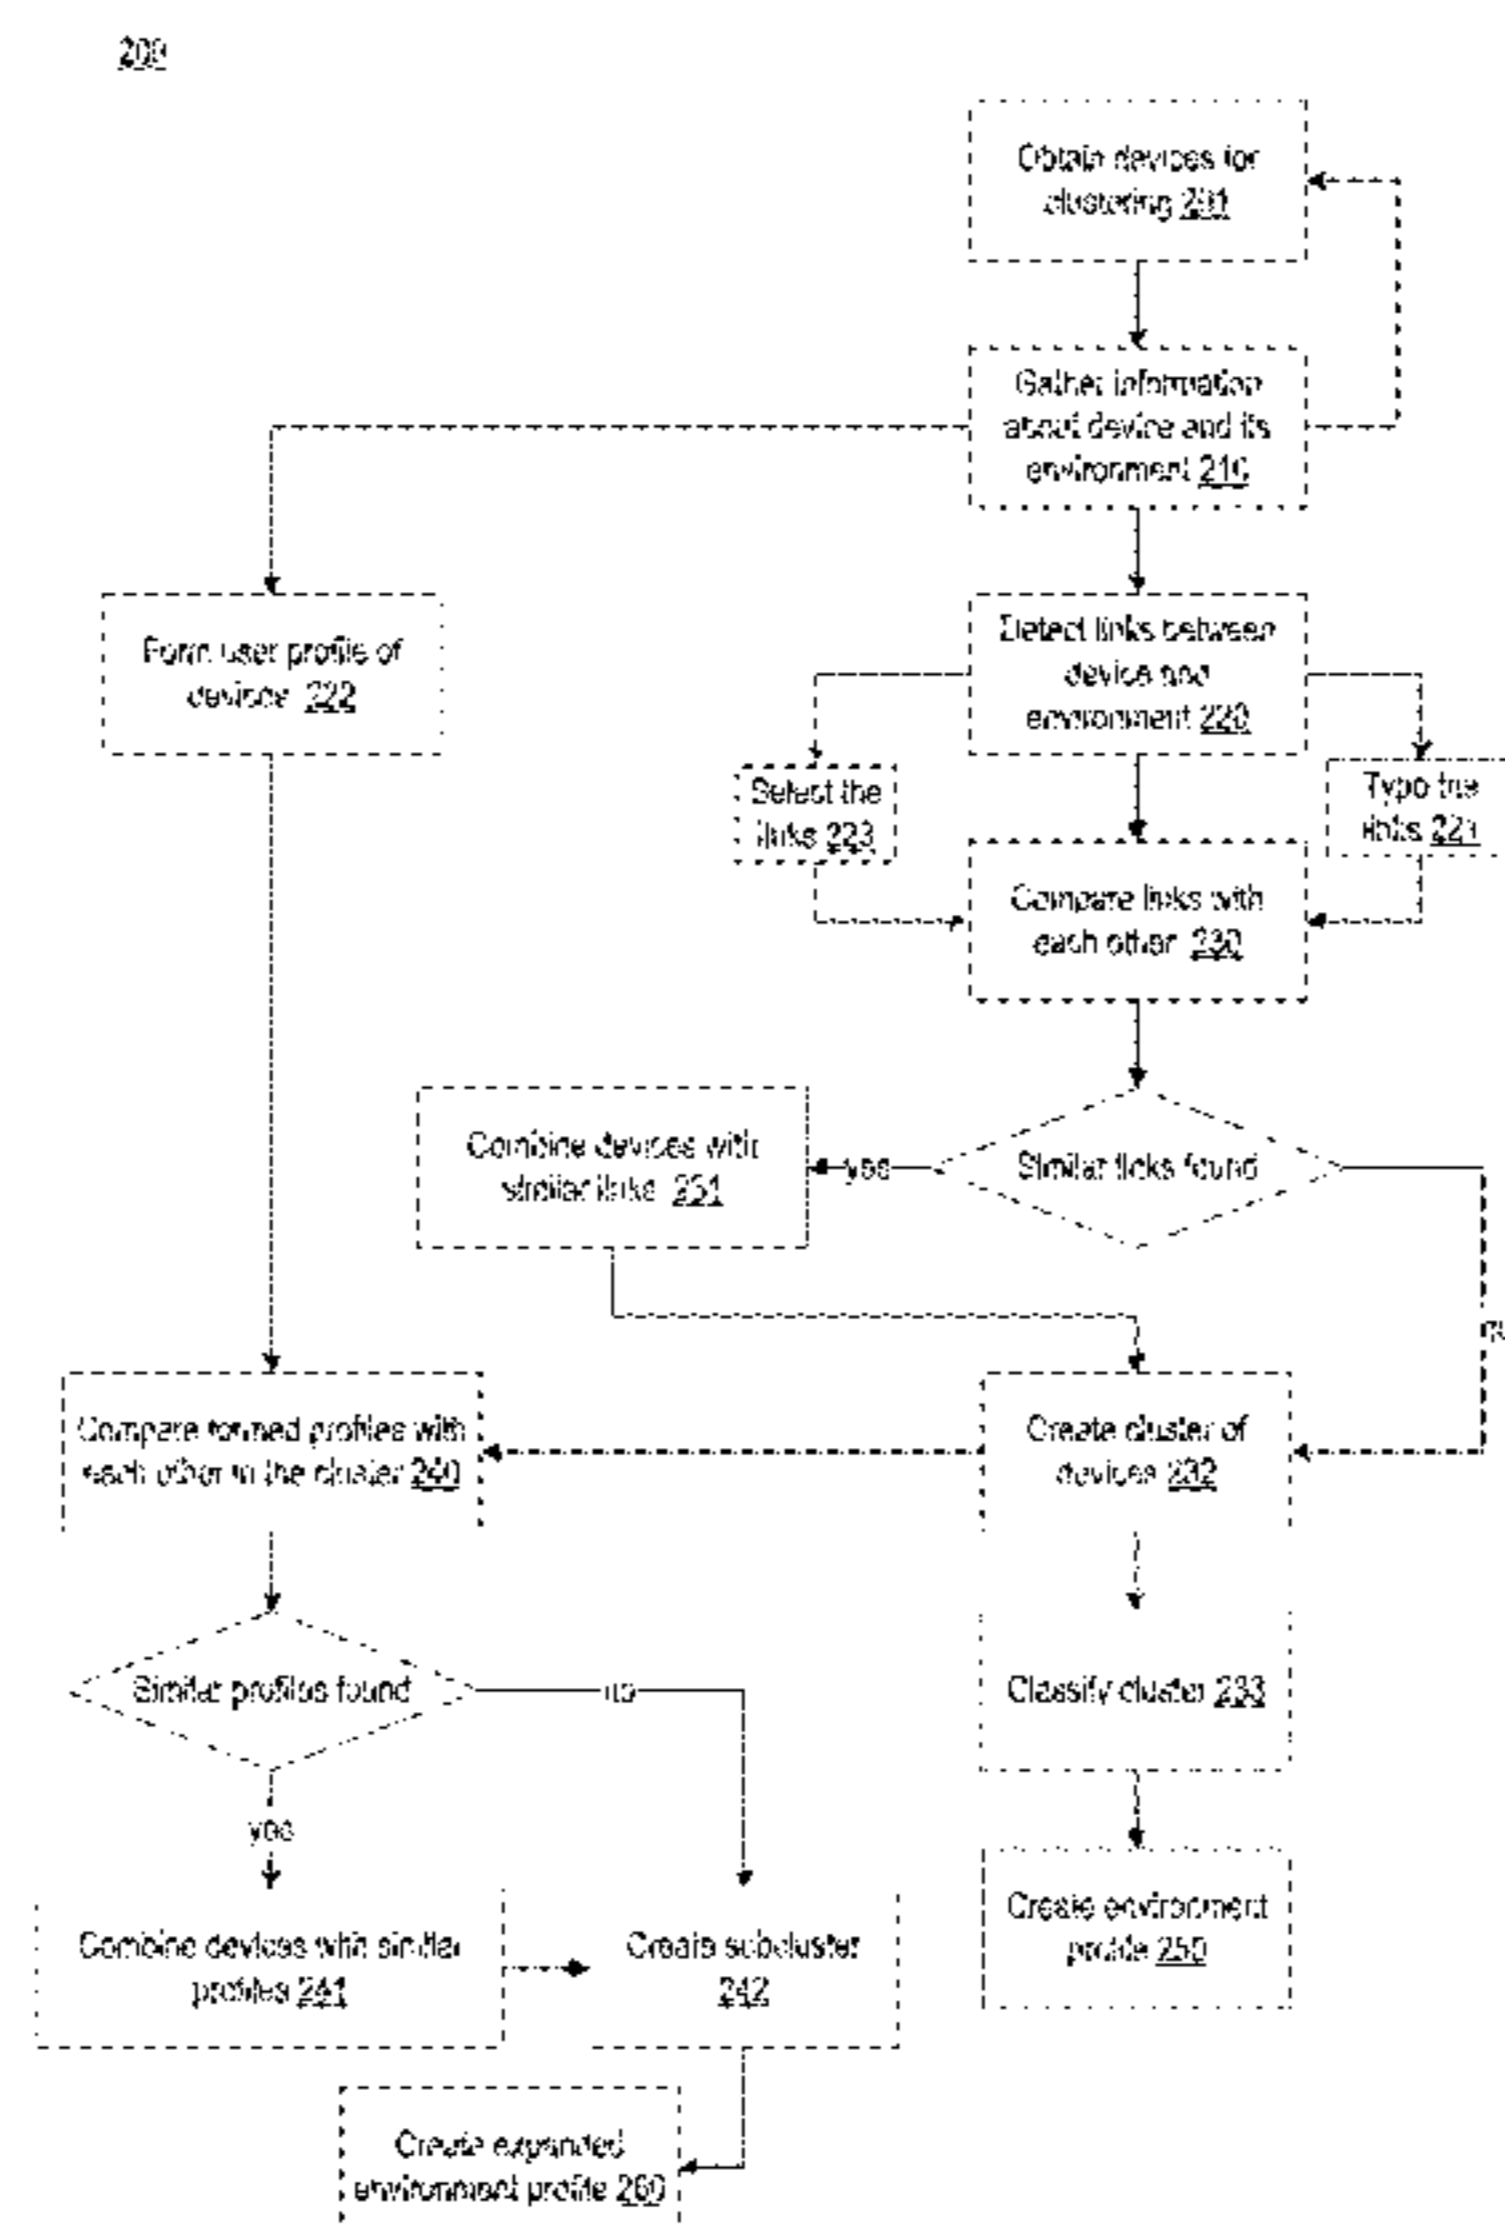 200
Obtain devices for
clustering 201
Gather information
about device and its
environment 210
Form user profile of
devices 222
Detect links between
device and
environment 220
Select the
links 223
Type the
links 221
Compare links with
each other 230
Combine devices with
similar links 231
yes
Similar links found
Compare formed profiles with
each other in the cluster 240
Create cluster of
devices 232
Similar profiles found
no
Classify cluster 233
yes
Combine devices with similar
profiles 241
Create subcluster
242
Create environment
profile 250
Create expanded
environment profile 260